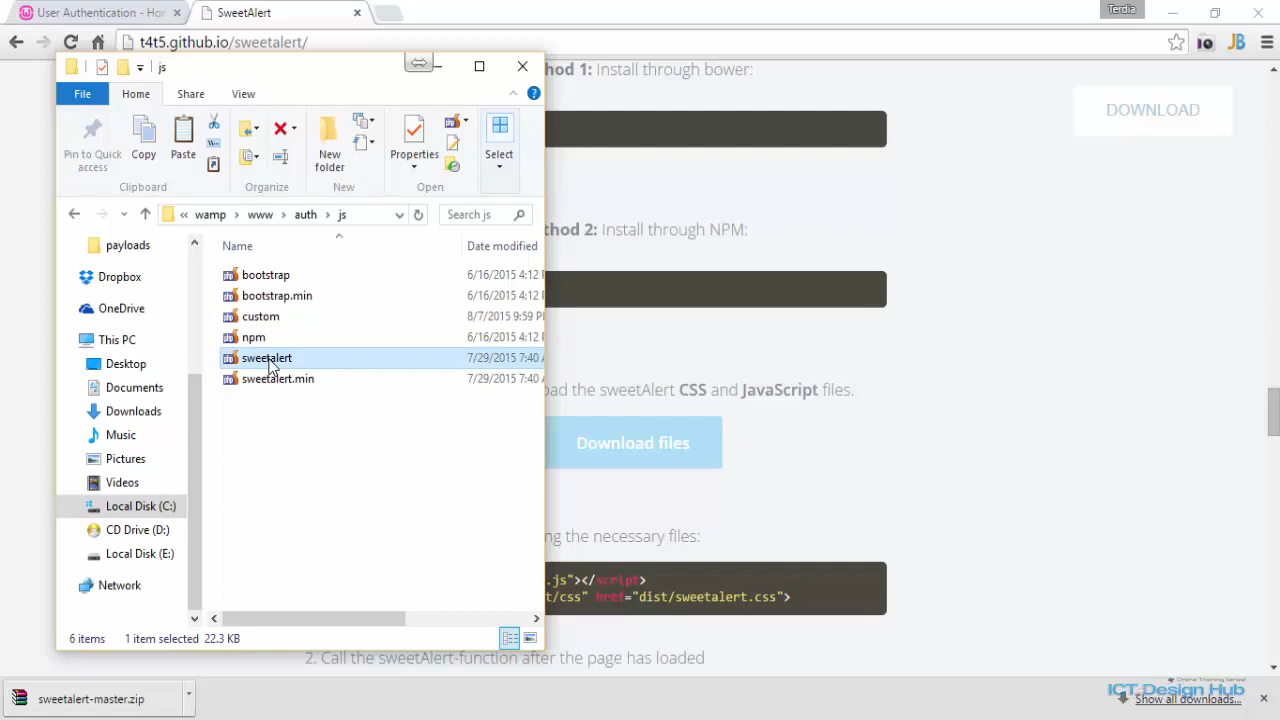 User Authentication - Hor
SweetAlert
Terdia
t4t5.github.io/sweetalert/
js
File
Home
Share
View
Pin to Quick access
Copy
Paste
New folder
Properties
Select
Clipboard
Organize
New
Open
wamp
www
auth
js
Search js
payloads
Dropbox
OneDrive
This PC
Desktop
Documents
Downloads
Music
Pictures
Videos
Local Disk (C:)
CD Drive (D:)
Local Disk (E:)
Network
Name
Date modified
bootstrap 6/16/2015 4:12 P
bootstrap.min 6/16/2015 4:12 P
custom 8/7/2015 9:59 P
npm 6/16/2015 4:12 P
sweetalert 7/29/2015 7:40 A
sweetalert.min 7/29/2015 7:40 A
6 items 1 item selected 22.3 KB
hod 1: Install through bower:
DOWNLOAD
thod 2: Install through NPM:
oad the sweetAlert CSS and JavaScript files.
Download files
ng the necessary files:
.js"></script>
t/css" href="dist/sweetalert.css">
2. Call the sweetAlert-function after the page has loaded
sweetalert-master.zip
Online Training Series!
ICT Design Hub
Show all downloads...